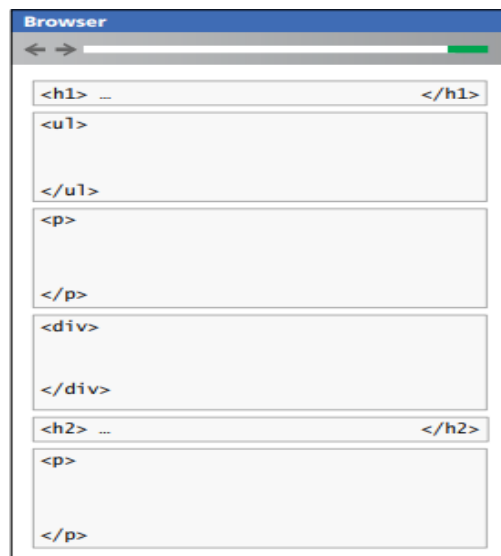 Browser
<h1> … </h1>
<ul>
</ul>
<p>
</p>
<div>
</div>
<h2> … </h2>
<p>
</p>